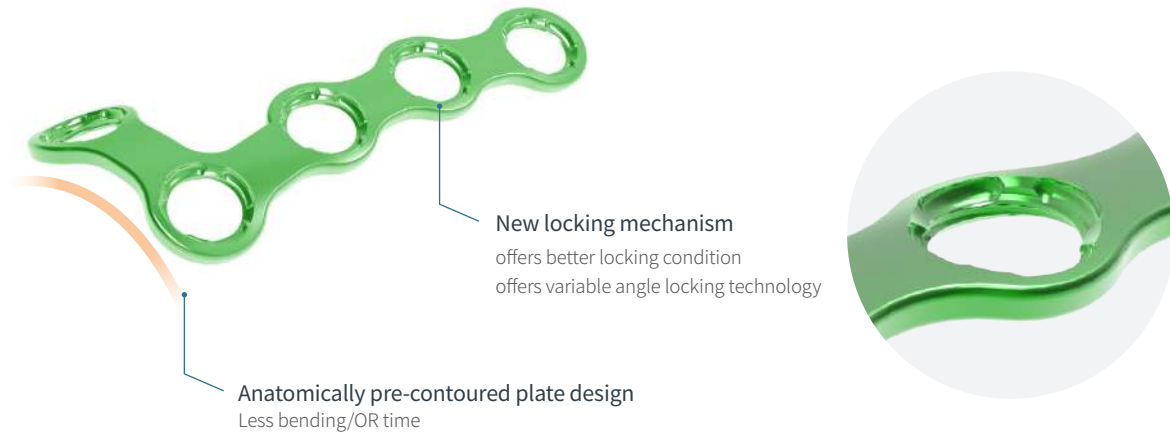 New locking mechanism
offers better locking condition
offers variable angle locking technology
Anatomically pre-contoured plate design
Less bending/OR time